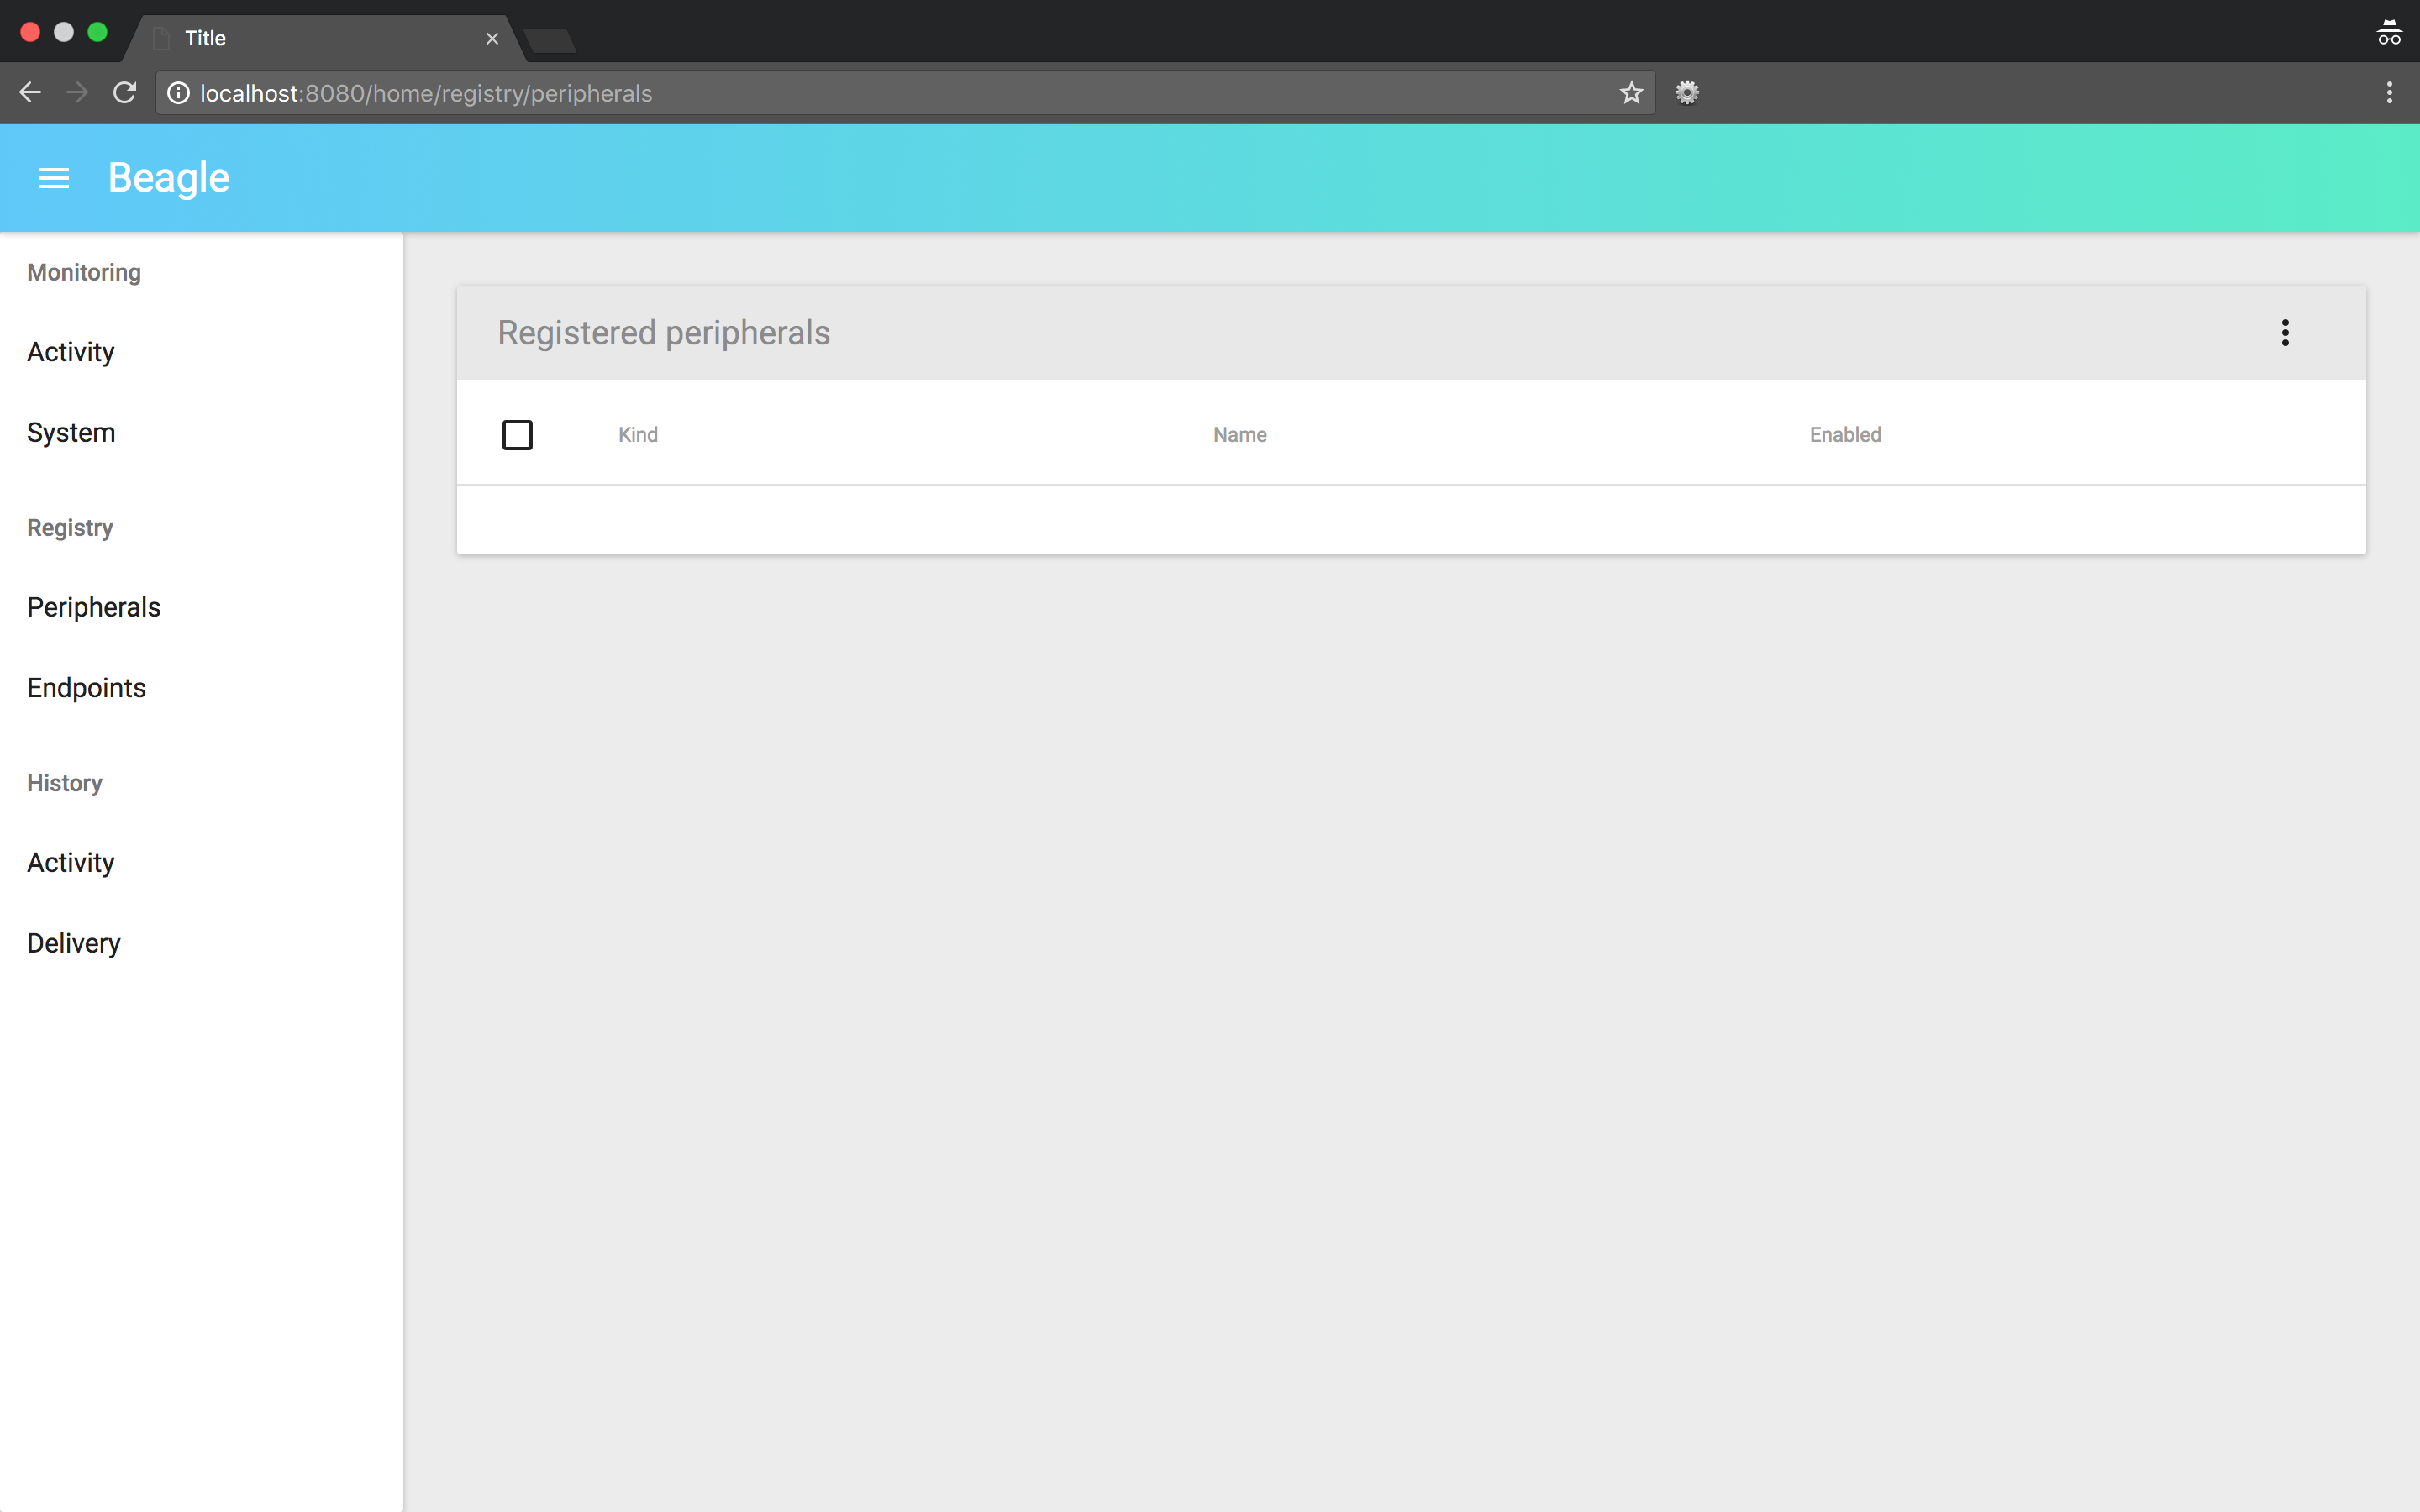 Title
localhost:8080/home/registry/peripherals
Beagle
Monitoring
Activity
System
Registry
Peripherals
Endpoints
History
Activity
Delivery
Registered peripherals
Kind Name Enabled